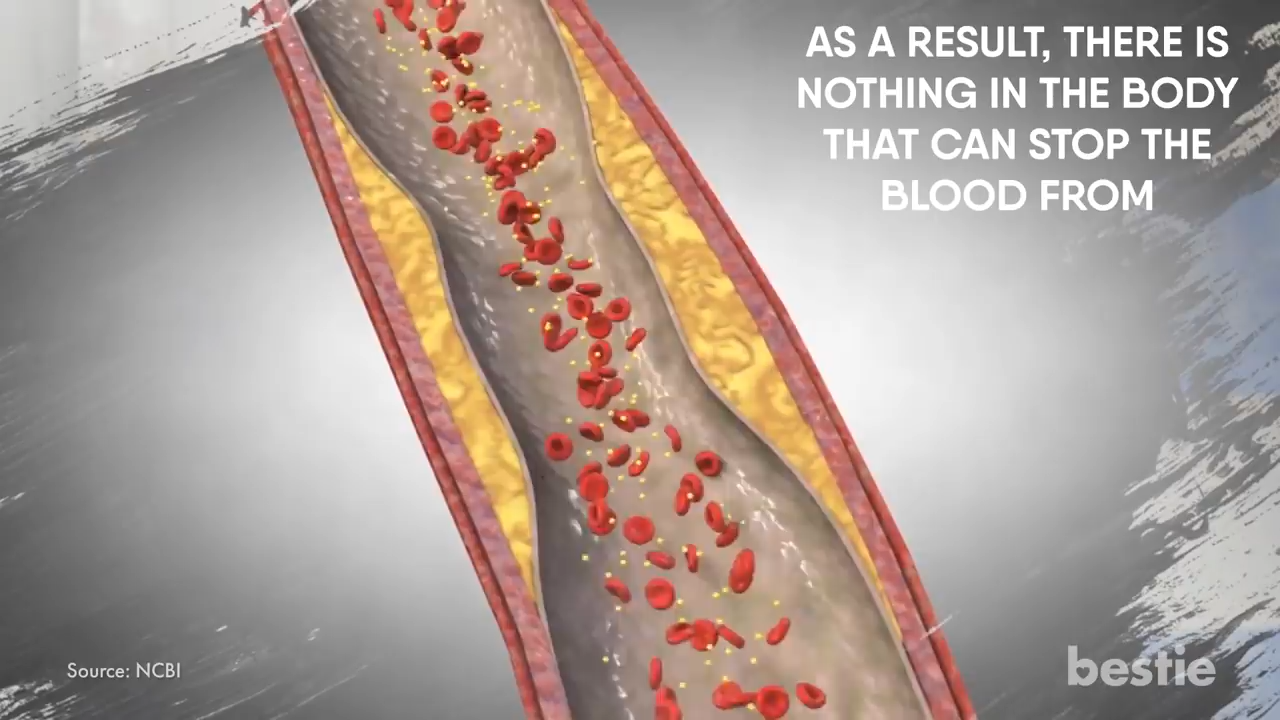 AS A RESULT, THERE IS
NOTHING IN THE BODY
THAT CAN STOP THE
BLOOD FROM
Source: NCBI
bestie